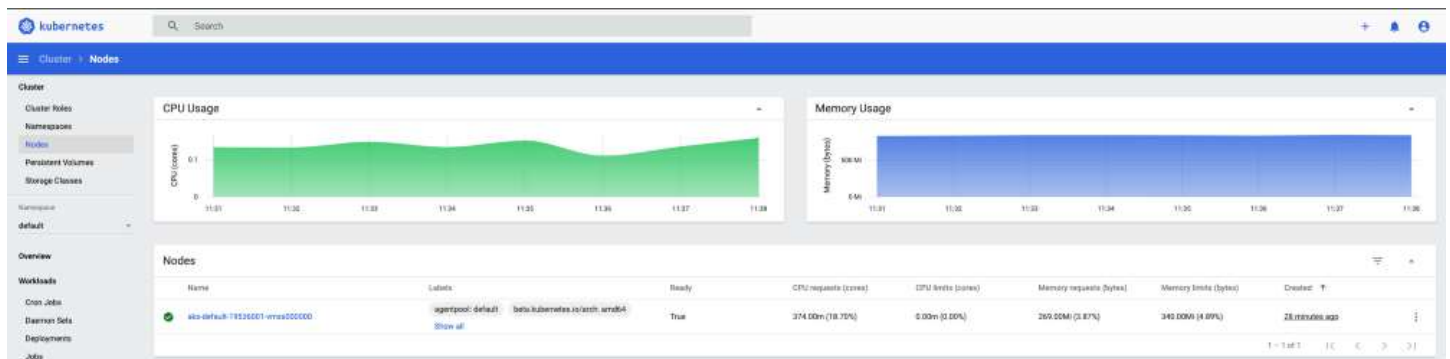 kubernetes
Search
Cluster > Nodes
Cluster
Cluster Roles
Namespaces
Nodes
Persistent Volumes
Storage Classes
Namespace
default
Overview
Workloads
Cron Jobs
Daemon Sets
Deployments
Jobs
CPU Usage
CPU (cores)
0.1
0
11:31 11:32 11:33 11:34 11:35 11:36 11:37 11:38
Memory Usage
Memory (bytes)
500 Mi
0 Mi
11:31 11:32 11:33 11:34 11:35 11:36 11:37 11:38
Nodes
Name Labels Ready CPU requests (cores) CPU limits (cores) Memory requests (bytes) Memory limits (bytes) Created
agentpool: default beta.kubernetes.io/arch: amd64
Show all
True 374.00m (18.70%) 0.00m (0.00%) 269.00Mi (3.87%) 340.00Mi (4.89%) 28 minutes ago
1 – 1 of 1